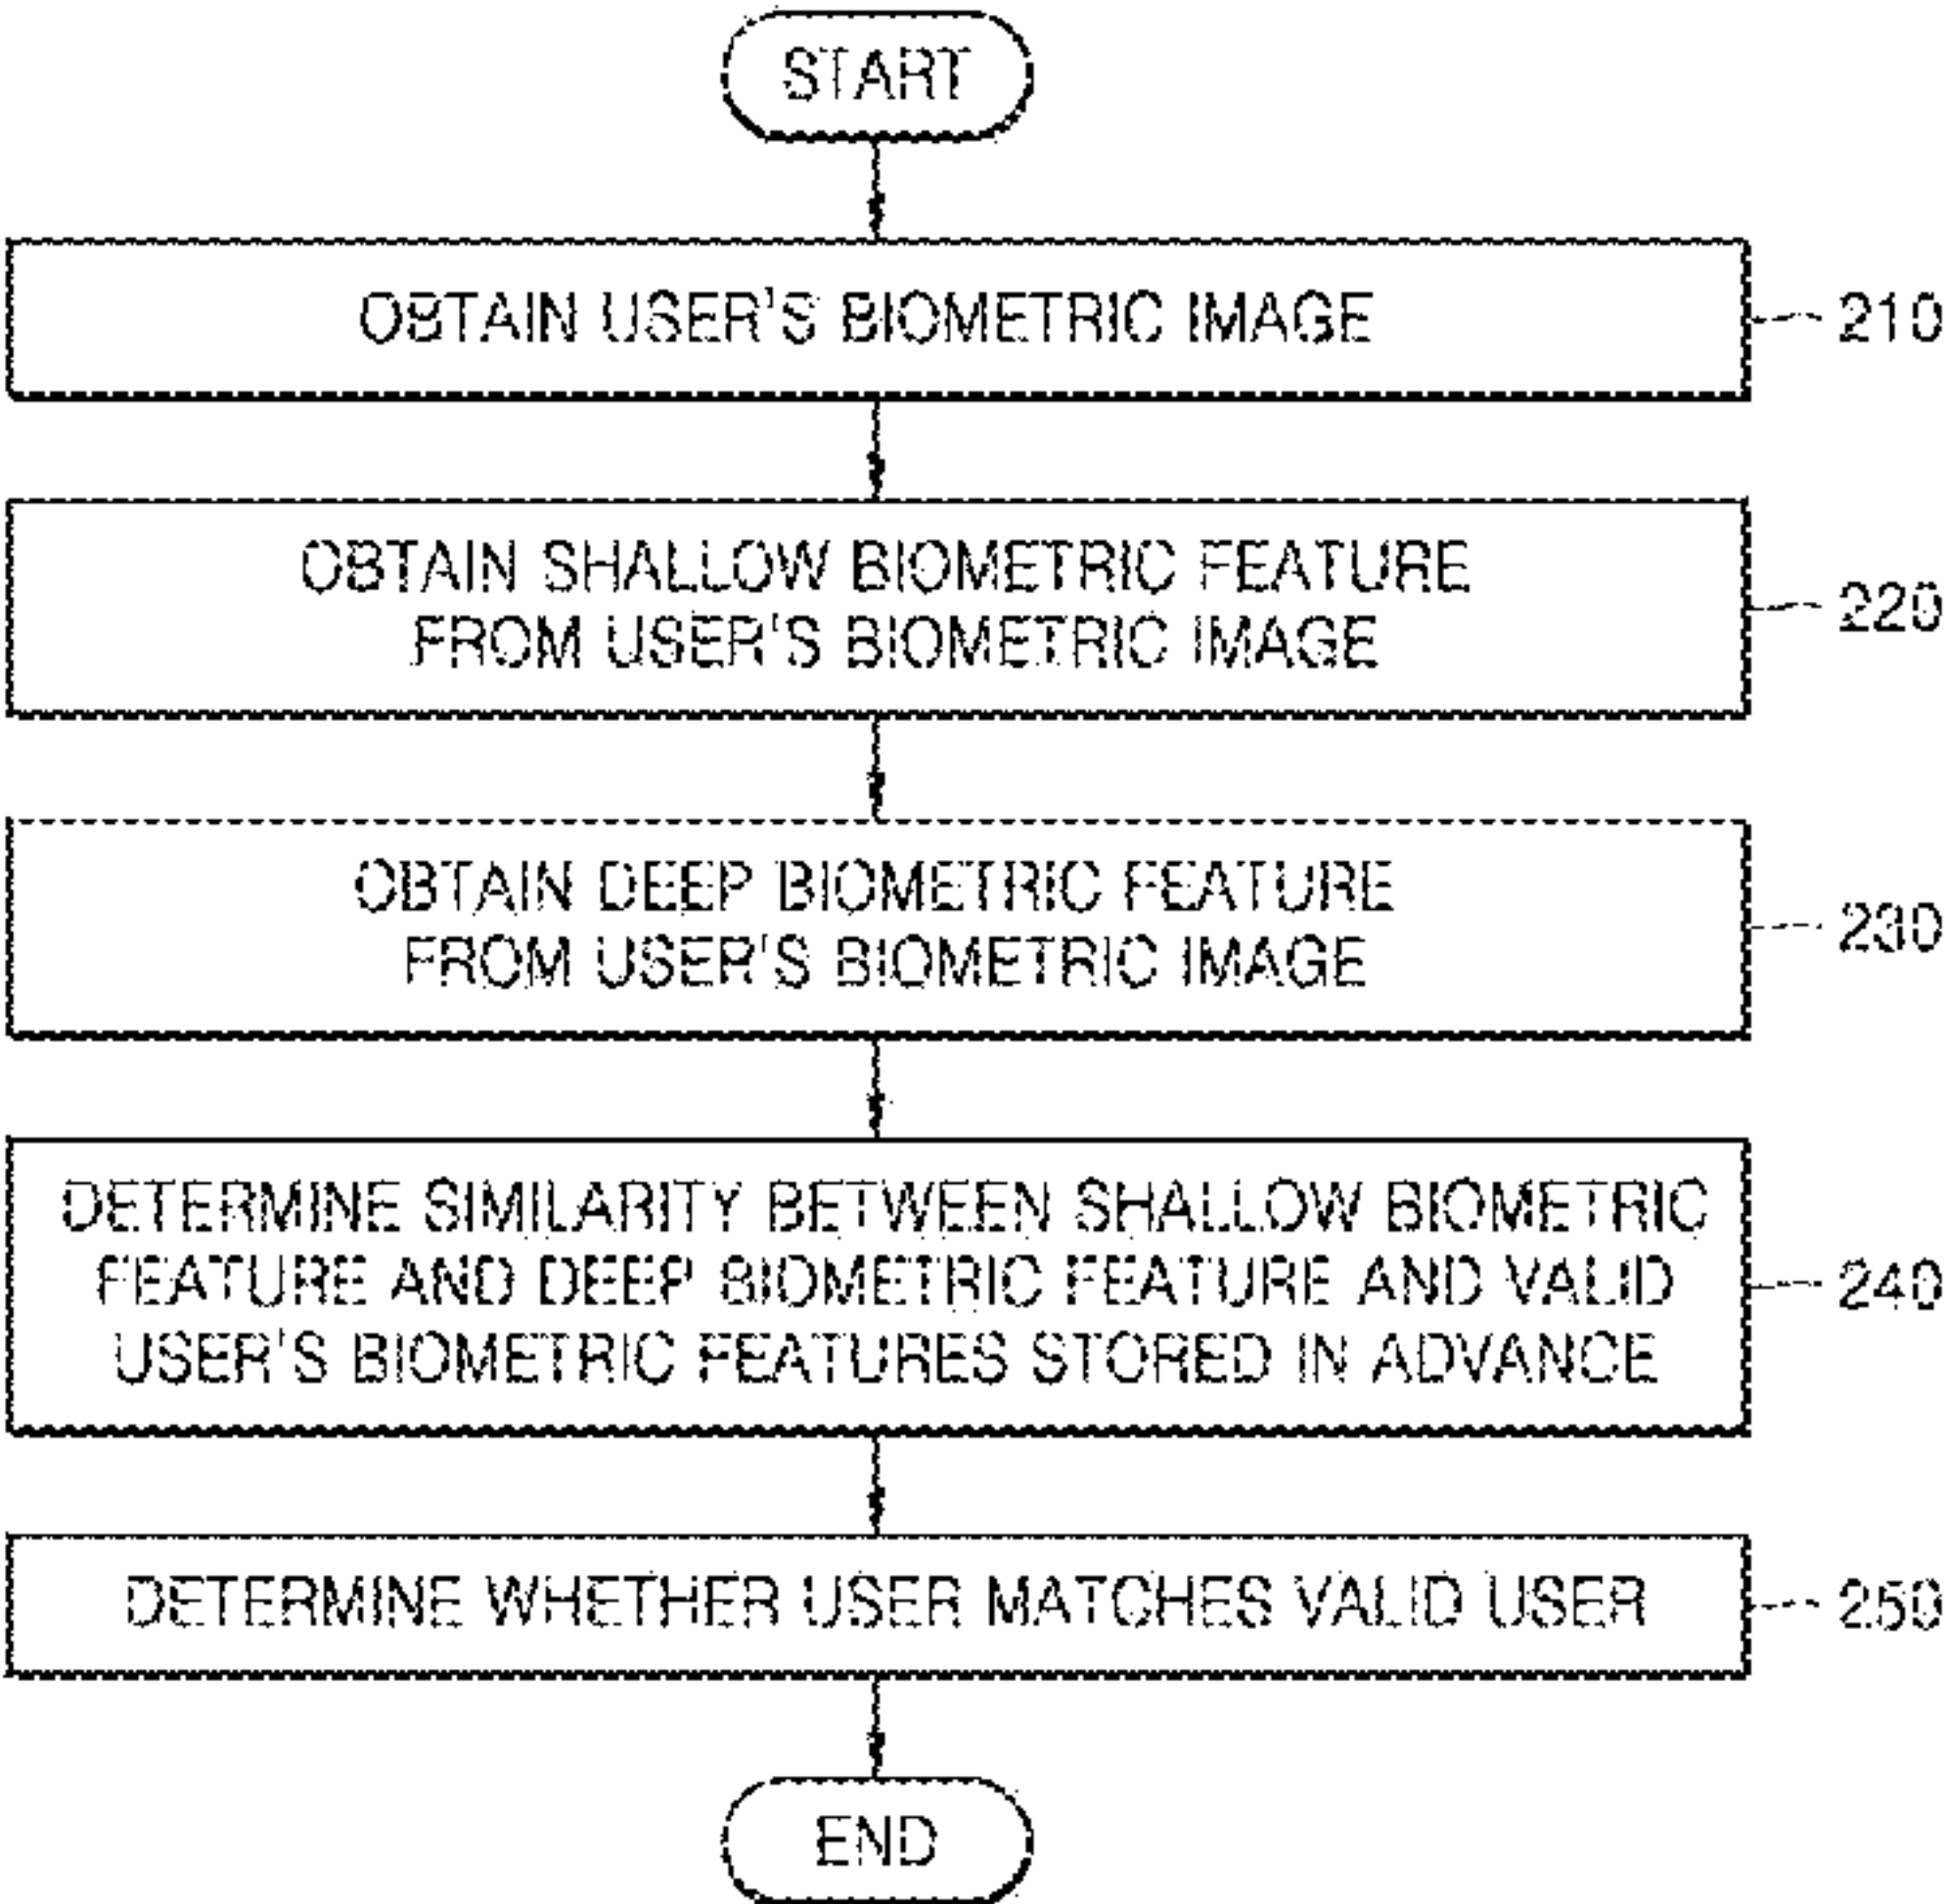 START
OBTAIN USER'S BIOMETRIC IMAGE
210
OBTAIN SHALLOW BIOMETRIC FEATURE
FROM USER'S BIOMETRIC IMAGE
220
OBTAIN DEEP BIOMETRIC FEATURE
FROM USER'S BIOMETRIC IMAGE
230
DETERMINE SIMILARITY BETWEEN SHALLOW BIOMETRIC
FEATURE AND DEEP BIOMETRIC FEATURE AND VALID
USER'S BIOMETRIC FEATURES STORED IN ADVANCE
240
DETERMINE WHETHER USER MATCHES VALID USER
250
END